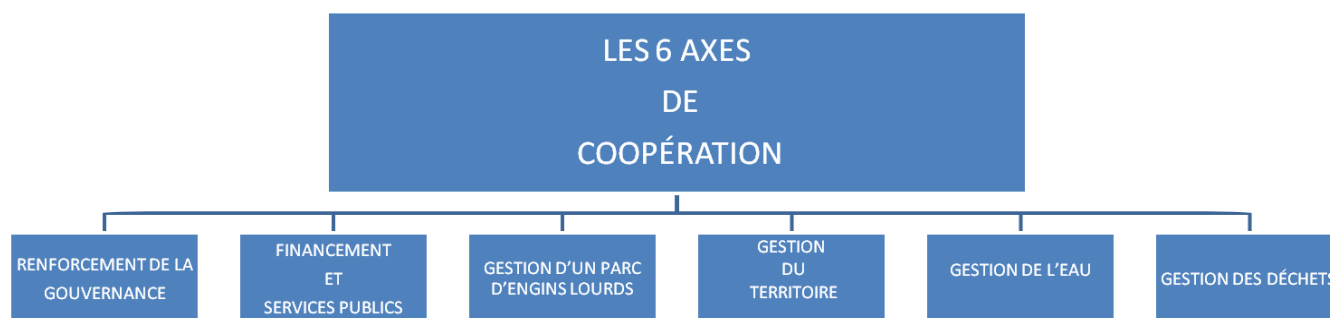 LES 6 AXES
DE
COOPÉRATION
RENFORCEMENT DE LA
GOUVERNANCE
FINANCEMENT
ET
SERVICES PUBLICS
GESTION D'UN PARC
D'ENGINS LOURDS
GESTION
DU
TERRITOIRE
GESTION DE L'EAU
GESTION DES DÉCHETS